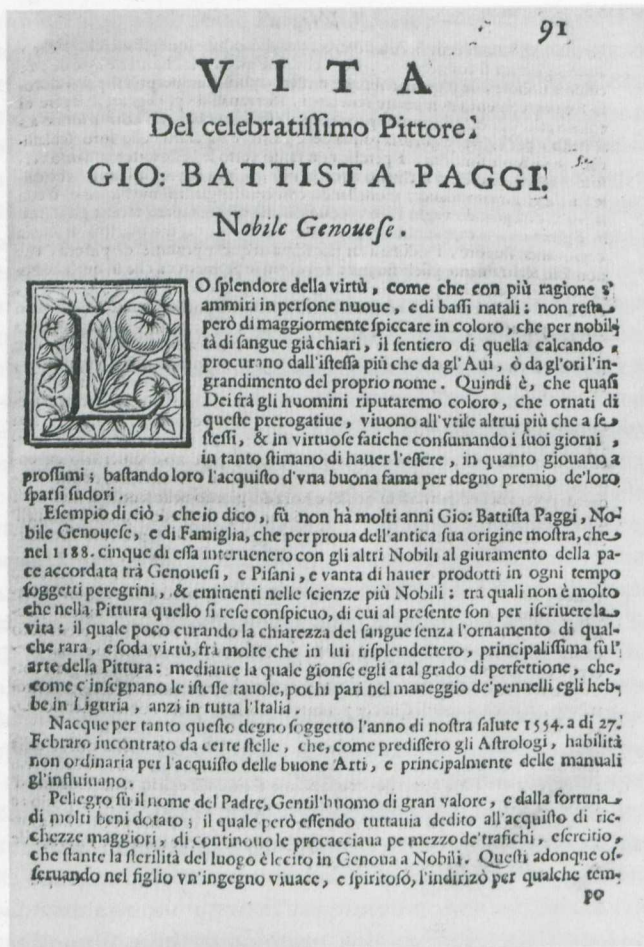 91
VITA
Del celebratiſſimo Pittore,
GIO: BATTISTA PAGGI.
Nobile Genoueſe.
LO ſplendore della virtù, come che con più ragione s'
ammiri in perſone nuoue, e di baſſi natali: non reſta
però di maggiormente ſpiccare in coloro, che per nobil
tà di ſangue già chiari, il ſentiero di quella calcando,
procurano dall'iſteſſa più che da gl'Aui, ò da gl'ori l'in-
grandimento del proprio nome. Quindi è, che quaſi
Dei frà gli huomini riputaremo coloro, che ornati di
queſte prerogatiue, viuono all'vtile altrui più che a ſe
ſteſſi, & in virtuoſe fatiche conſumando i ſuoi giorni,
in tanto ſtimano di hauer l'eſſere, in quanto giouano a
proſſimi; baſtando loro l'acquiſto d'vna buona fama per degno premio de'loro
ſparſi ſudori.
Eſempio di ciò, che io dico, fù non hà molti anni Gio: Battiſta Paggi, No-
bile Genoueſe, e di Famiglia, che per proua dell'antica ſua origine moſtra, che
nel 1188. cinque di eſſa interuenero con gli altri Nobili al giuramento della pa-
ce accordata trà Genoueſi, e Piſani, e vanta di hauer prodotti in ogni tempo
ſoggetti peregrini, & eminenti nelle ſcienze più Nobili: tra quali non è molto
che nella Pittura quello ſi reſe conſpicuo, di cui al preſente ſon per iſcriuere la
vita: il quale poco curando la chiarezza del ſangue ſenza l'ornamento di qual-
che rara, e ſoda virtù, frà molte che in lui riſplendettero, principaliſſima fù l'
arte della Pittura: mediante la quale gionſe egli a tal grado di perfettione, che,
come c'inſegnano le iſteſſe tauole, pochi pari nel maneggio de'pennelli egli heb-
be in Liguria, anzi in tutta l'Italia.
Nacque per tanto queſto degno ſoggetto l'anno di noſtra ſalute 1554. a di 27.
Febraro incontrato da certe ſtelle, che, come prediſſero gli Aſtrologi, habilità
non ordinaria per l'acquiſto delle buone Arti, e principalmente delle manuali
gl'influiuano.
Pellegro fù il nome del Padre, Gentil'huomo di gran valore, e dalla fortuna
di molti beni dotato; il quale però eſſendo tuttauia dedito all'acquiſto di ric-
chezze maggiori, di continouo le procacciaua pe mezzo de'trafichi, eſercitio,
che ſtante la ſterilità del luogo è lecito in Genoua a Nobili. Queſti adonque oſ-
ſeruando nel figlio vn'ingegno viuace, e ſpiritoſo, l'indirizò per qualche tem-
po